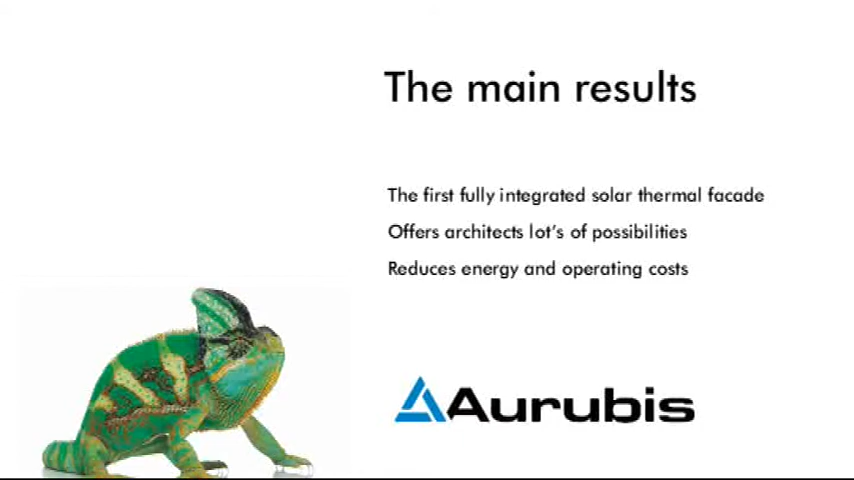 The main results
The first fully integrated solar thermal facade
Offers architects lot's of possibilities
Reduces energy and operating costs
Aurubis